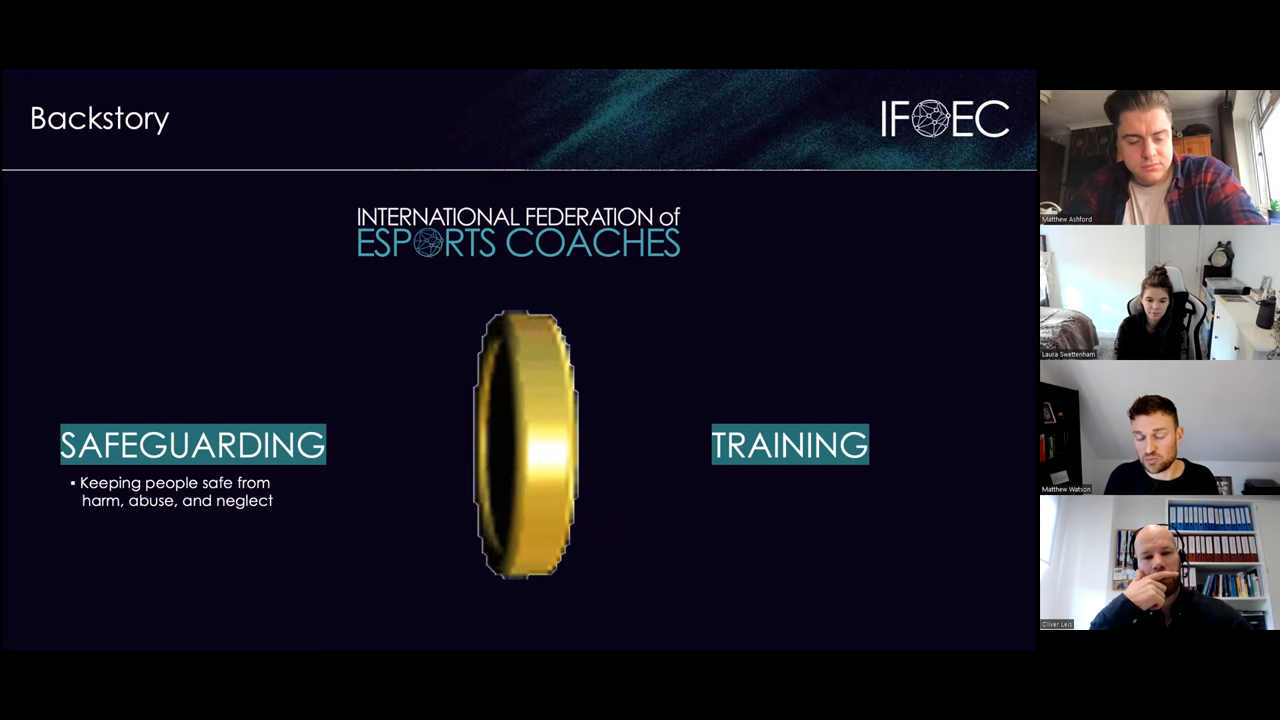 Backstory
IFOEC
INTERNATIONAL FEDERATION of
ESPORTS COACHES
SAFEGUARDING
▪ Keeping people safe from
harm, abuse, and neglect
TRAINING
Matthew Ashford
Laura Swettenham
Matthew Watson
Oliver Leis